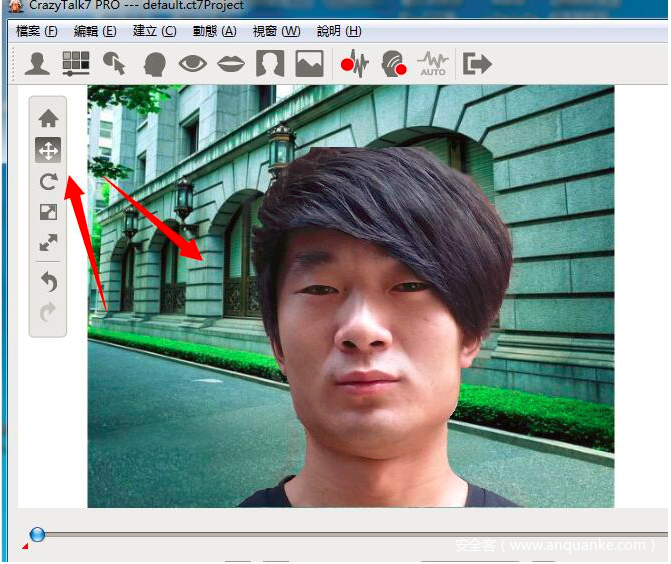 CrazyTalk7 PRO --- default.ct7Project
檔案 (F) 編輯 (E) 建立 (C) 動態 (A) 視窗 (W) 說明 (H)
AUTO
安全客 ( www.anquanke.com )